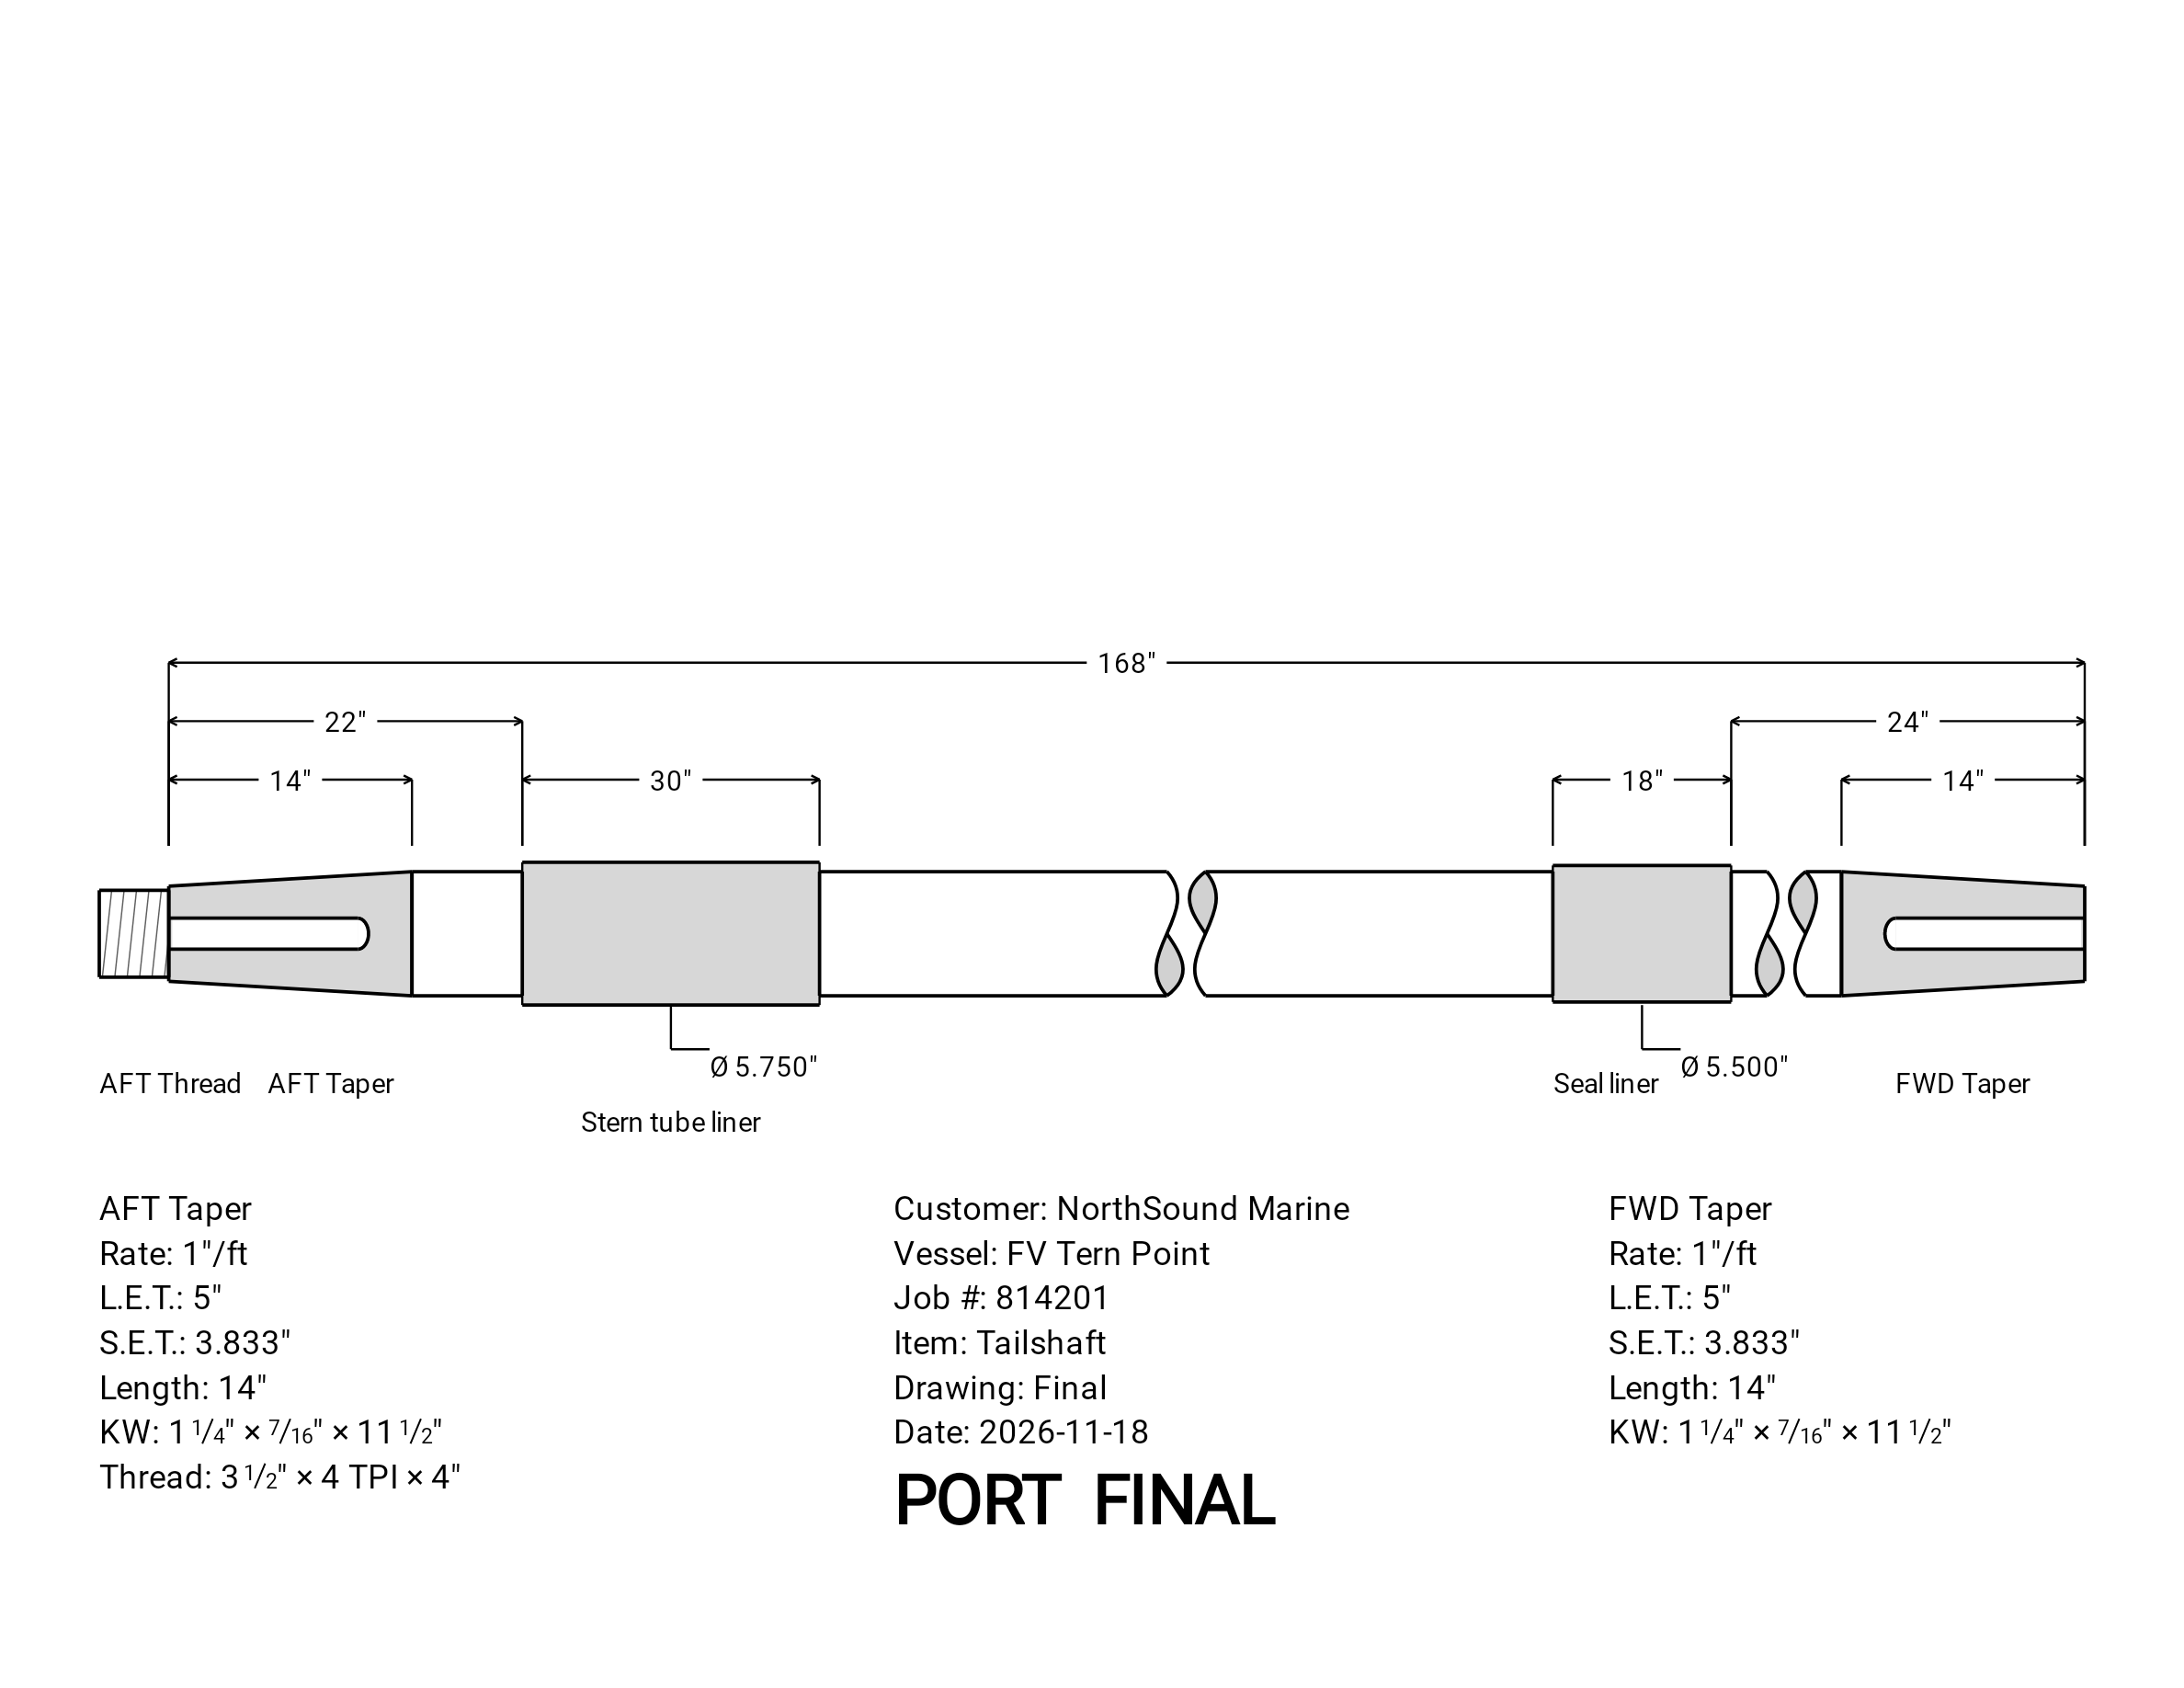 168"
22"
24"
14"
30"
18"
14"
Ø 5.750"
Ø 5.500"
AFT Thread
AFT Taper
Seal liner
FWD Taper
Stern tube liner
AFT Taper
Rate: 1"/ft
L.E.T.: 5"
S.E.T.: 3.833"
Length: 14"
KW: 1 1/4" × 7/16" × 11 1/2"
Thread: 3 1/2" × 4 TPI × 4"
Customer: NorthSound Marine
Vessel: FV Tern Point
Job #: 814201
Item: Tailshaft
Drawing: Final
Date: 2026-11-18
PORT FINAL
FWD Taper
Rate: 1"/ft
L.E.T.: 5"
S.E.T.: 3.833"
Length: 14"
KW: 1 1/4" × 7/16" × 11 1/2"